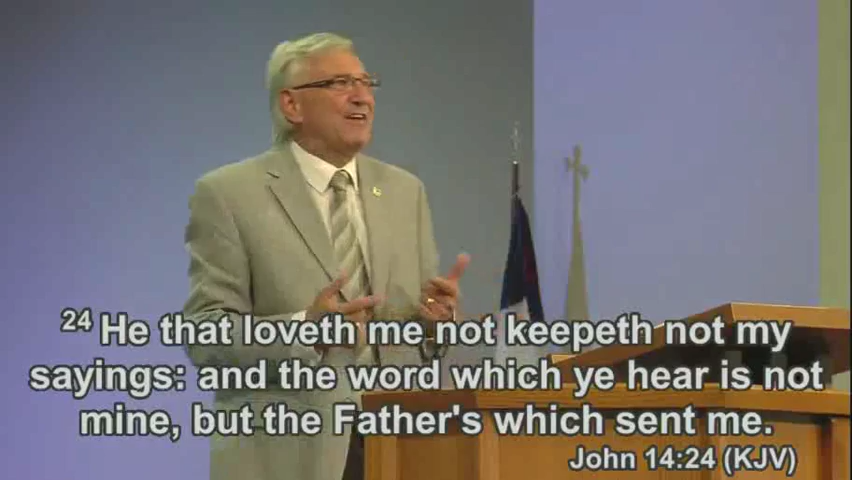 24 He that loveth me not keepeth not my
sayings: and the word which ye hear is not
mine, but the Father's which sent me.
John 14:24 (KJV)